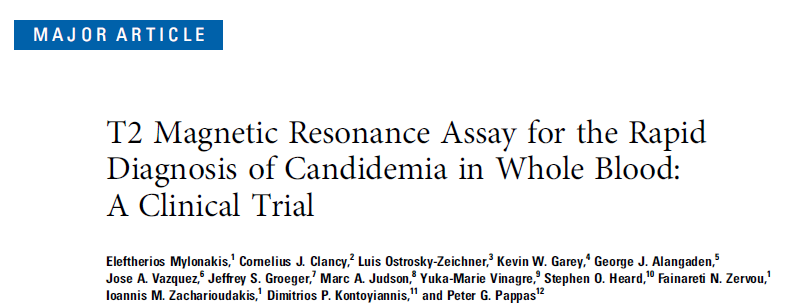 MAJOR ARTICLE
T2 Magnetic Resonance Assay for the Rapid
Diagnosis of Candidemia in Whole Blood:
A Clinical Trial
Eleftherios Mylonakis,¹ Cornelius J. Clancy,² Luis Ostrosky-Zeichner,³ Kevin W. Garey,⁴ George J. Alangaden,⁵
Jose A. Vazquez,⁶ Jeffrey S. Groeger,⁷ Marc A. Judson,⁸ Yuka-Marie Vinagre,⁹ Stephen O. Heard,¹⁰ Fainareti N. Zervou,¹
Ioannis M. Zacharioudakis,¹ Dimitrios P. Kontoyiannis,¹¹ and Peter G. Pappas¹²